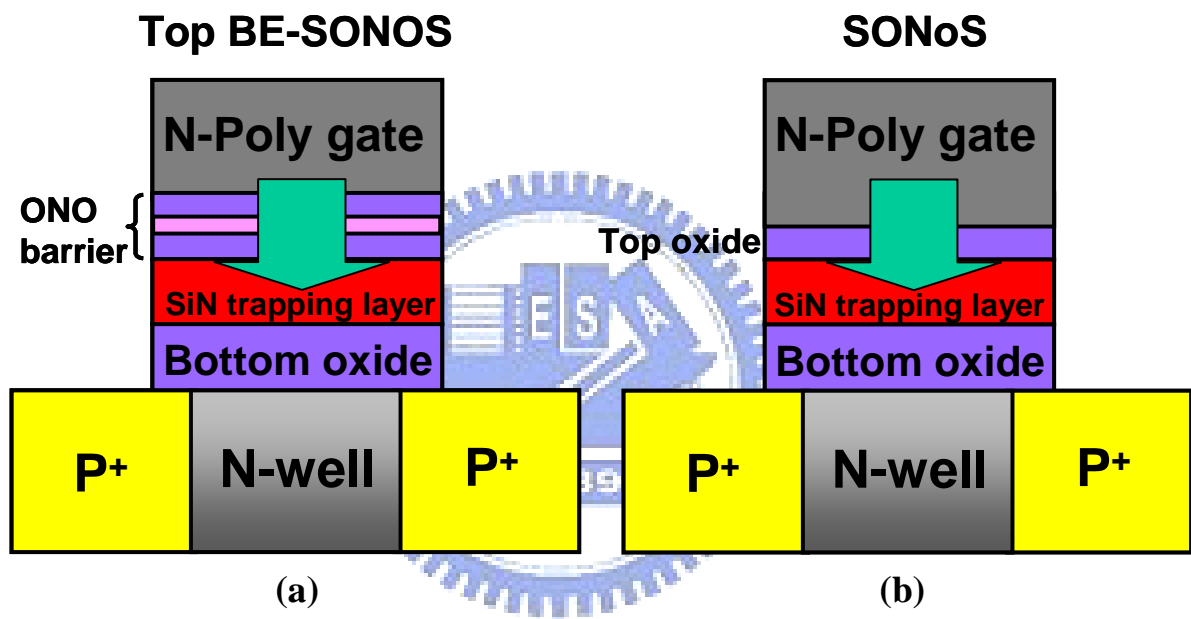 Top BE-SONOS
N-Poly gate
ONO
barrier
SiN trapping layer
Bottom oxide
P+
N-well
P+
(a)
SONoS
N-Poly gate
Top oxide
SiN trapping layer
Bottom oxide
P+
N-well
P+
(b)
ESA